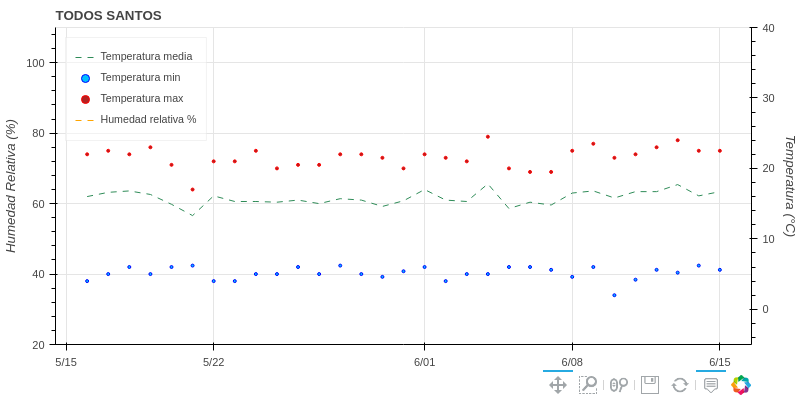 TODOS SANTOS
Temperatura media
Temperatura min
Temperatura max
Humedad relativa %
Humedad Relativa (%)
100
80
60
40
20
Temperatura (°C)
40
30
20
10
0
5/15
5/22
6/01
6/08
6/15